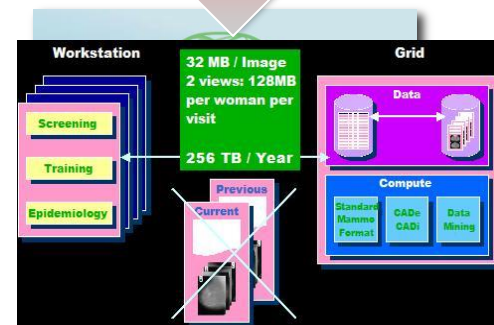 Workstation
Screening
Training
Epidemiology
32 MB / Image
2 views: 128MB
per woman per
visit
256 TB / Year
Previous
Current
Grid
Data
Compute
Standard
Mammo
Format
CADe
CADi
Data
Mining